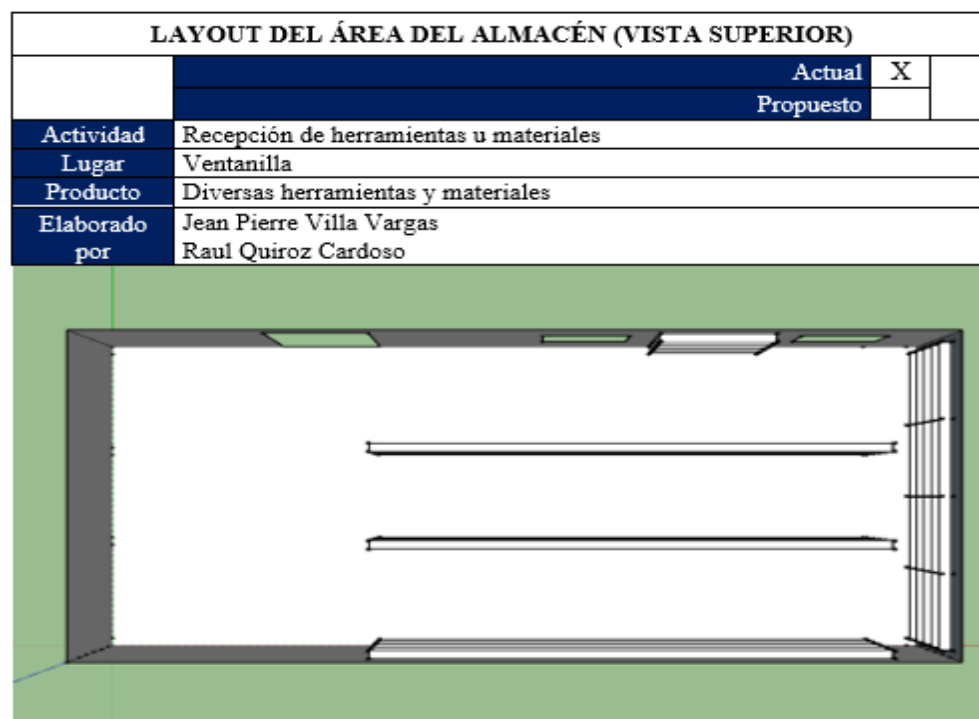 LAYOUT DEL ÁREA DEL ALMACÉN (VISTA SUPERIOR)
Actual X
Propuesto
Actividad Recepción de herramientas u materiales
Lugar Ventanilla
Producto Diversas herramientas y materiales
Elaborado por Jean Pierre Villa Vargas
Raul Quiroz Cardoso